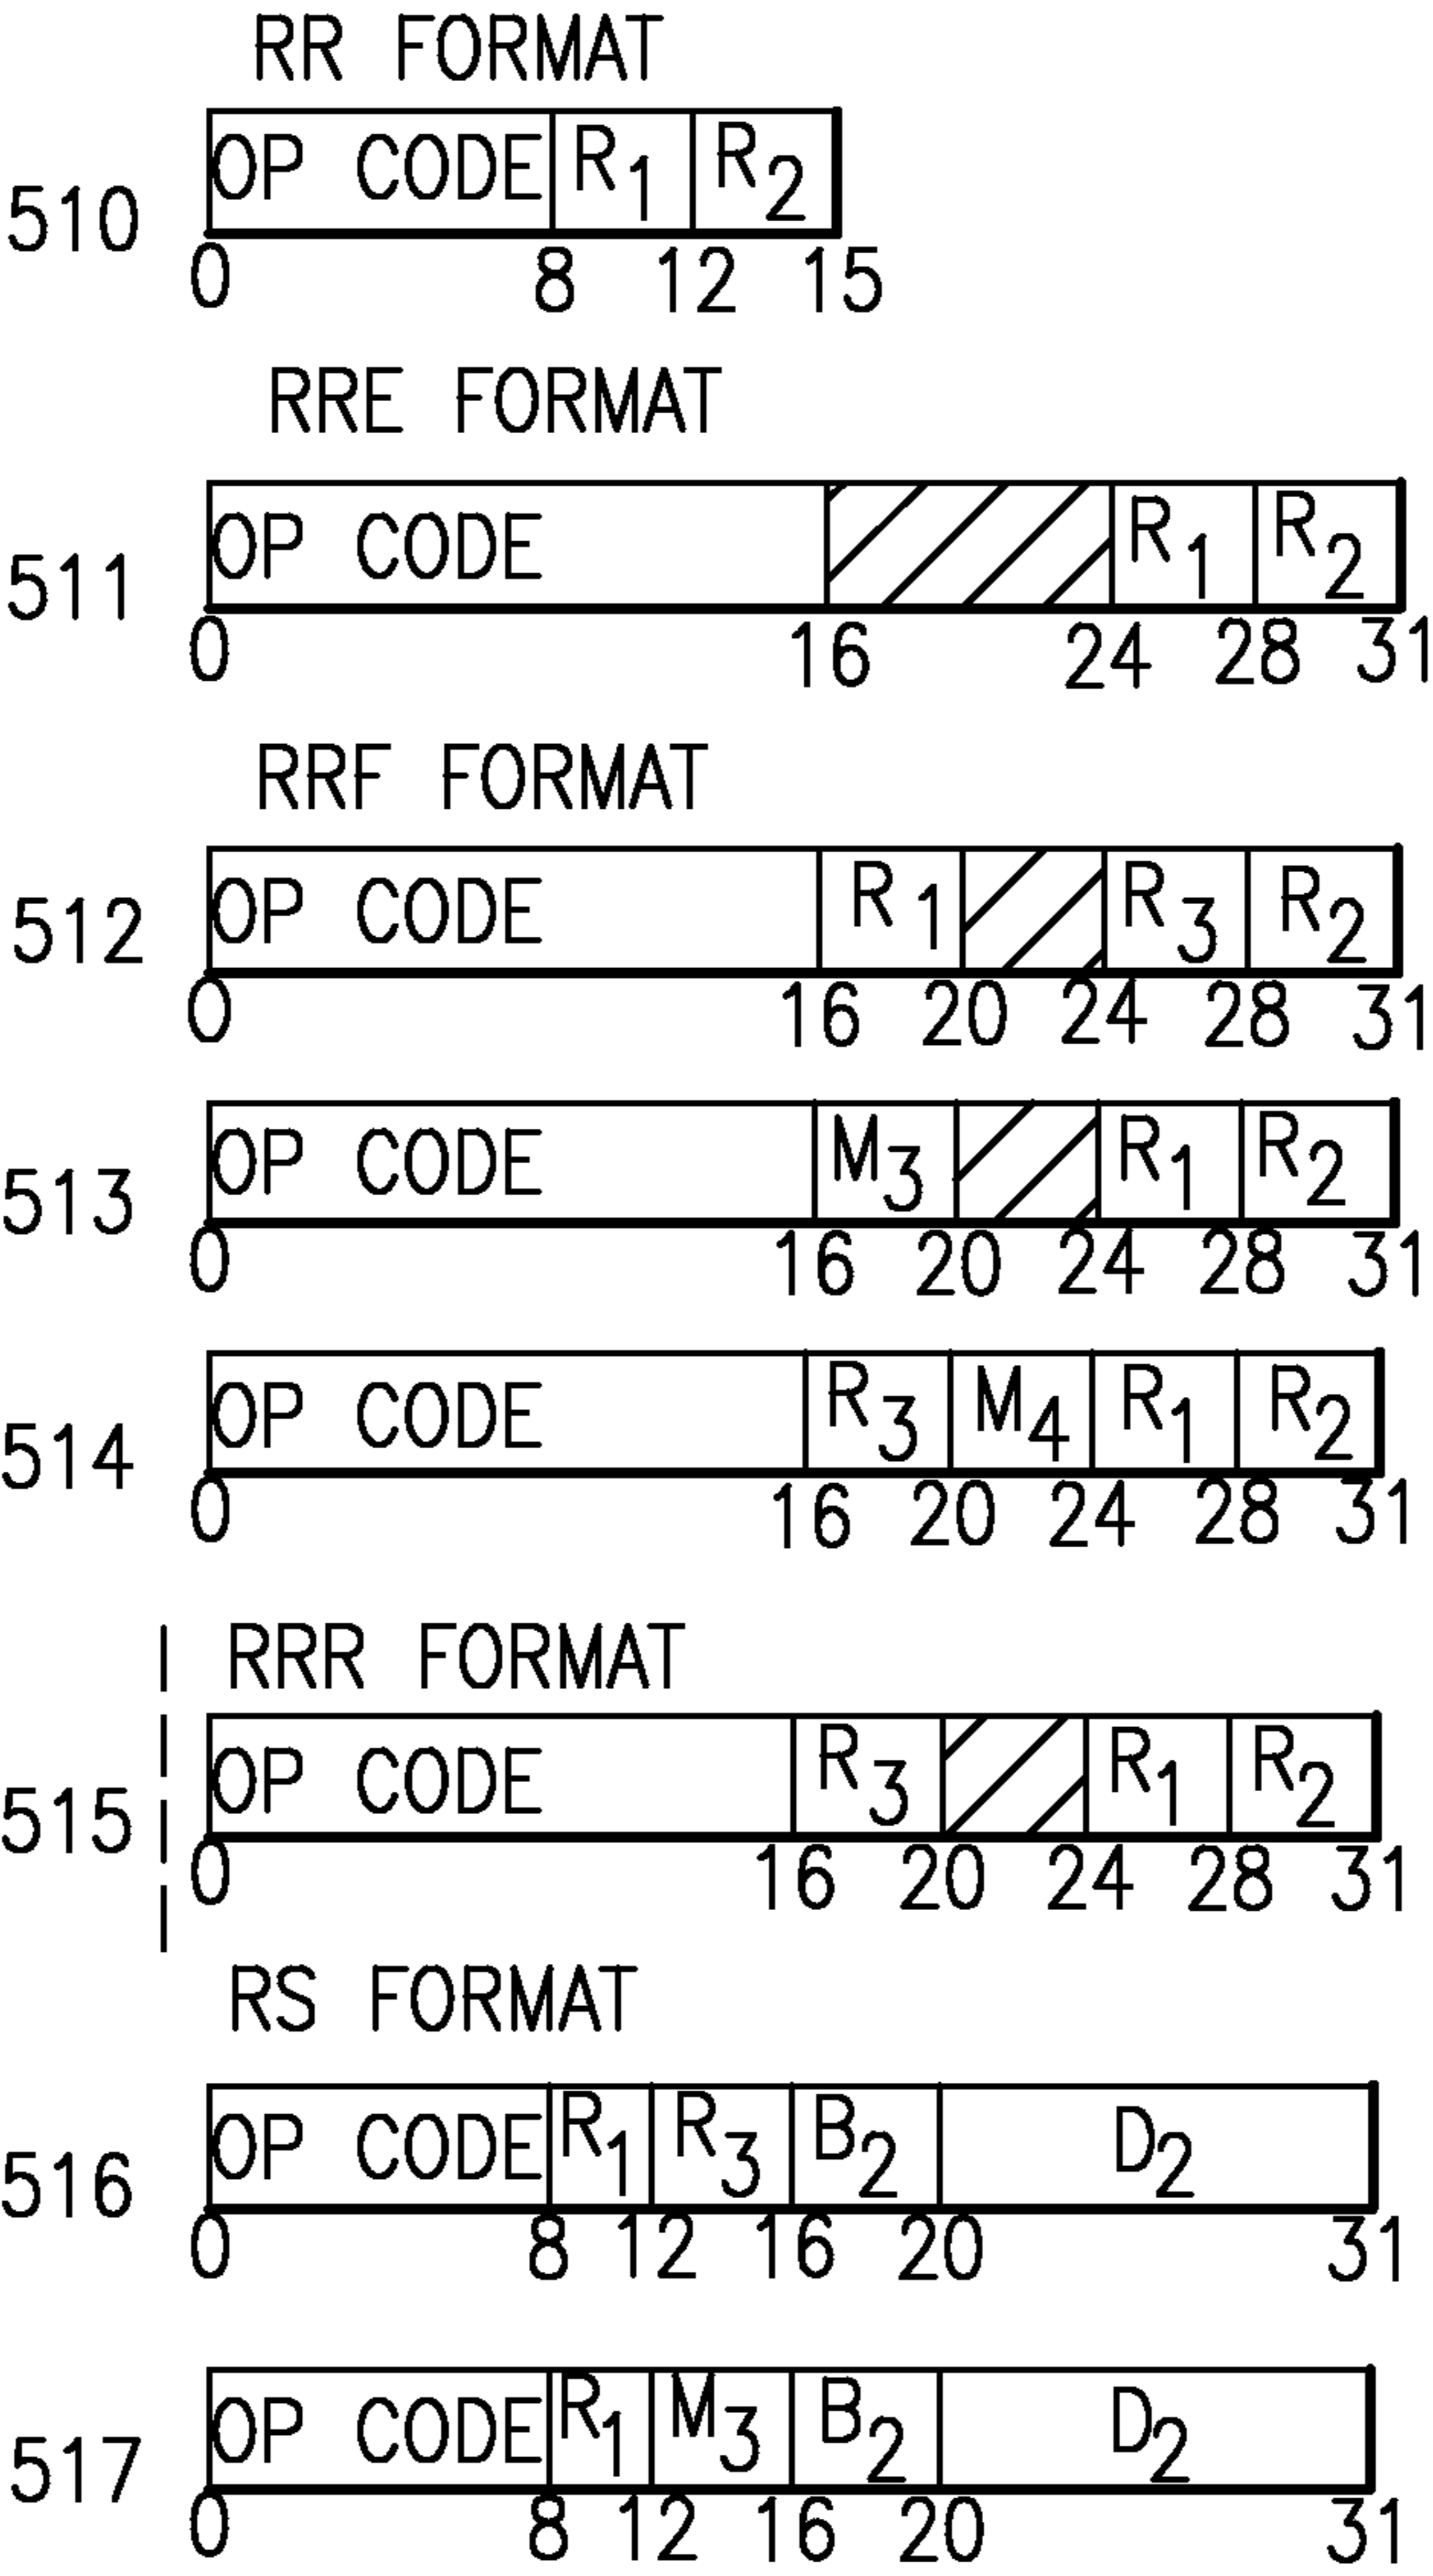 RR FORMAT
510 OP CODE R1 R2
0 8 12 15
RRE FORMAT
511 OP CODE R1 R2
0 16 24 28 31
RRF FORMAT
512 OP CODE R1 R3 R2
0 16 20 24 28 31
513 OP CODE M3 R1 R2
0 16 20 24 28 31
514 OP CODE R3 M4 R1 R2
0 16 20 24 28 31
RRR FORMAT
515 OP CODE R3 R1 R2
0 16 20 24 28 31
RS FORMAT
516 OP CODE R1 R3 B2 D2
0 8 12 16 20 31
517 OP CODE R1 M3 B2 D2
0 8 12 16 20 31